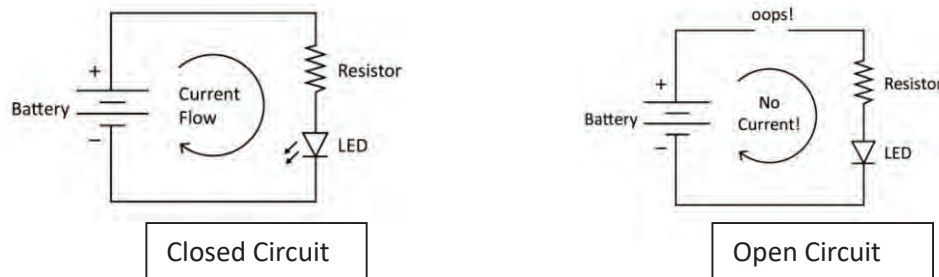 +
Battery
−
Current
Flow
Resistor
LED
Closed Circuit
oops!
+
Battery
−
No
Current!
Resistor
LED
Open Circuit